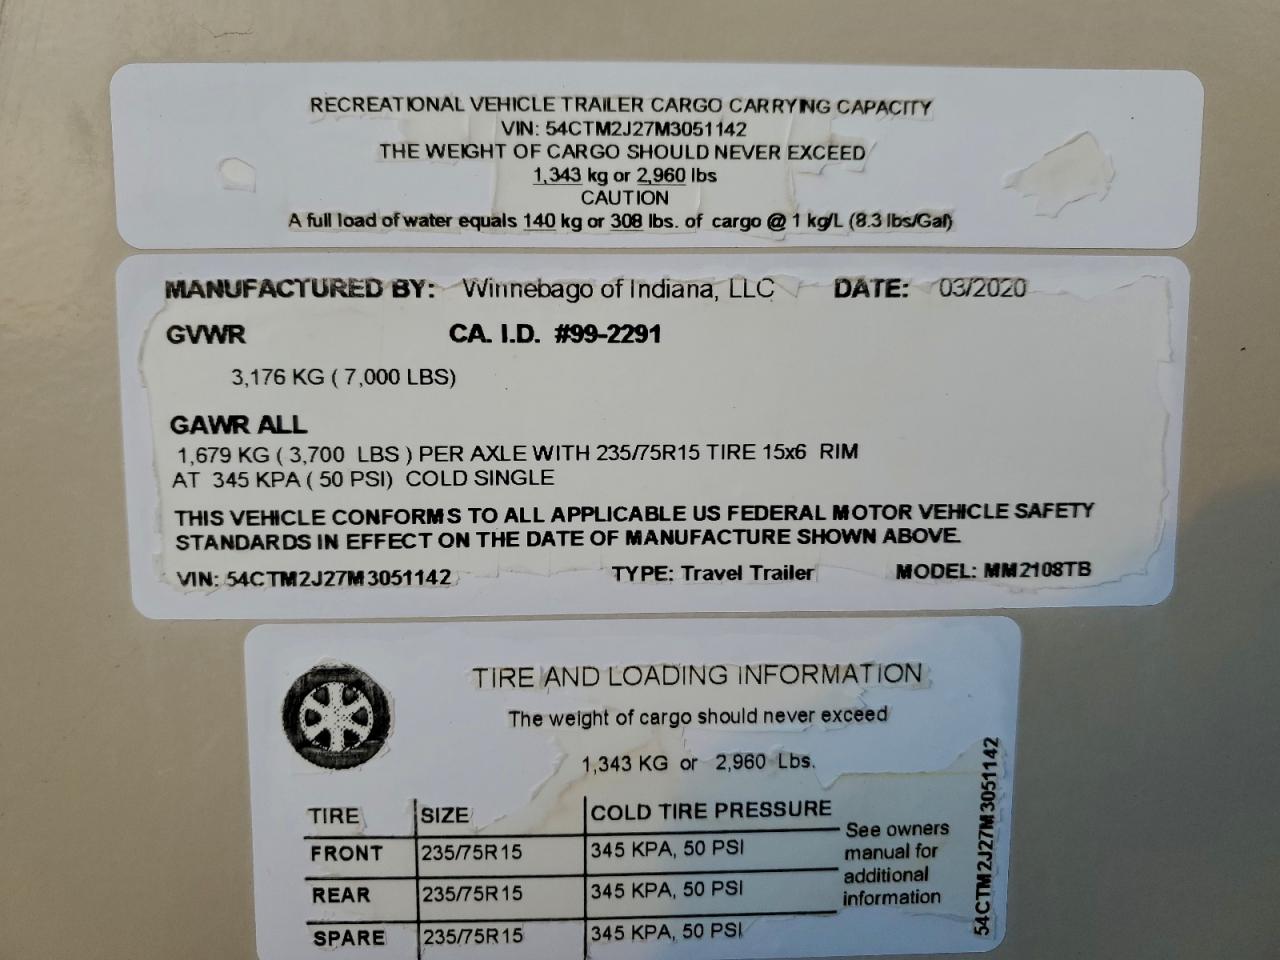 RECREATIONAL VEHICLE TRAILER CARGO CARRYING CAPACITY
VIN: 54CTM2J27M3051142
THE WEIGHT OF CARGO SHOULD NEVER EXCEED
1,343 kg or 2,960 lbs
CAUTION
A full load of water equals 140 kg or 308 lbs. of cargo @ 1 kg/L (8.3 lbs/Gal)
MANUFACTURED BY: Winnebago of Indiana, LLC DATE: 03/2020
GVWR CA. I.D. #99-2291
3,176 KG ( 7,000 LBS)
GAWR ALL
1,679 KG ( 3,700 LBS ) PER AXLE WITH 235/75R15 TIRE 15x6 RIM
AT 345 KPA ( 50 PSI) COLD SINGLE
THIS VEHICLE CONFORMS TO ALL APPLICABLE US FEDERAL MOTOR VEHICLE SAFETY
STANDARDS IN EFFECT ON THE DATE OF MANUFACTURE SHOWN ABOVE.
VIN: 54CTM2J27M3051142 TYPE: Travel Trailer MODEL: MM2108TB
TIRE AND LOADING INFORMATION
The weight of cargo should never exceed
1,343 KG or 2,960 Lbs.
TIRE SIZE COLD TIRE PRESSURE
FRONT 235/75R15 345 KPA, 50 PSI
REAR 235/75R15 345 KPA, 50 PSI
SPARE 235/75R15 345 KPA, 50 PSI
See owners
manual for
additional
information
54CTM2J27M3051142